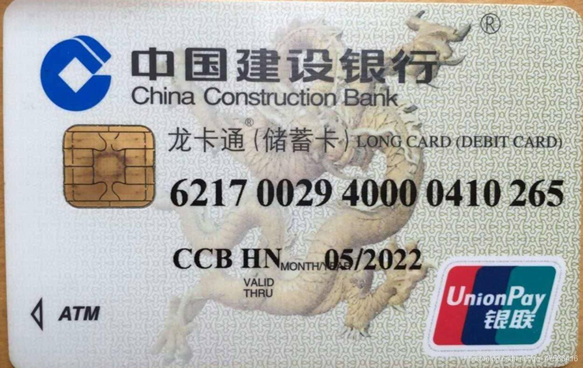 ®
中国建设银行
China Construction Bank
龙卡通®(储蓄卡) LONG CARD (DEBIT CARD)
6217 0029 4000 0410 265
CCB HN MONTH/YEAR 05/2022
VALID
THRU
ATM
UnionPay
银联